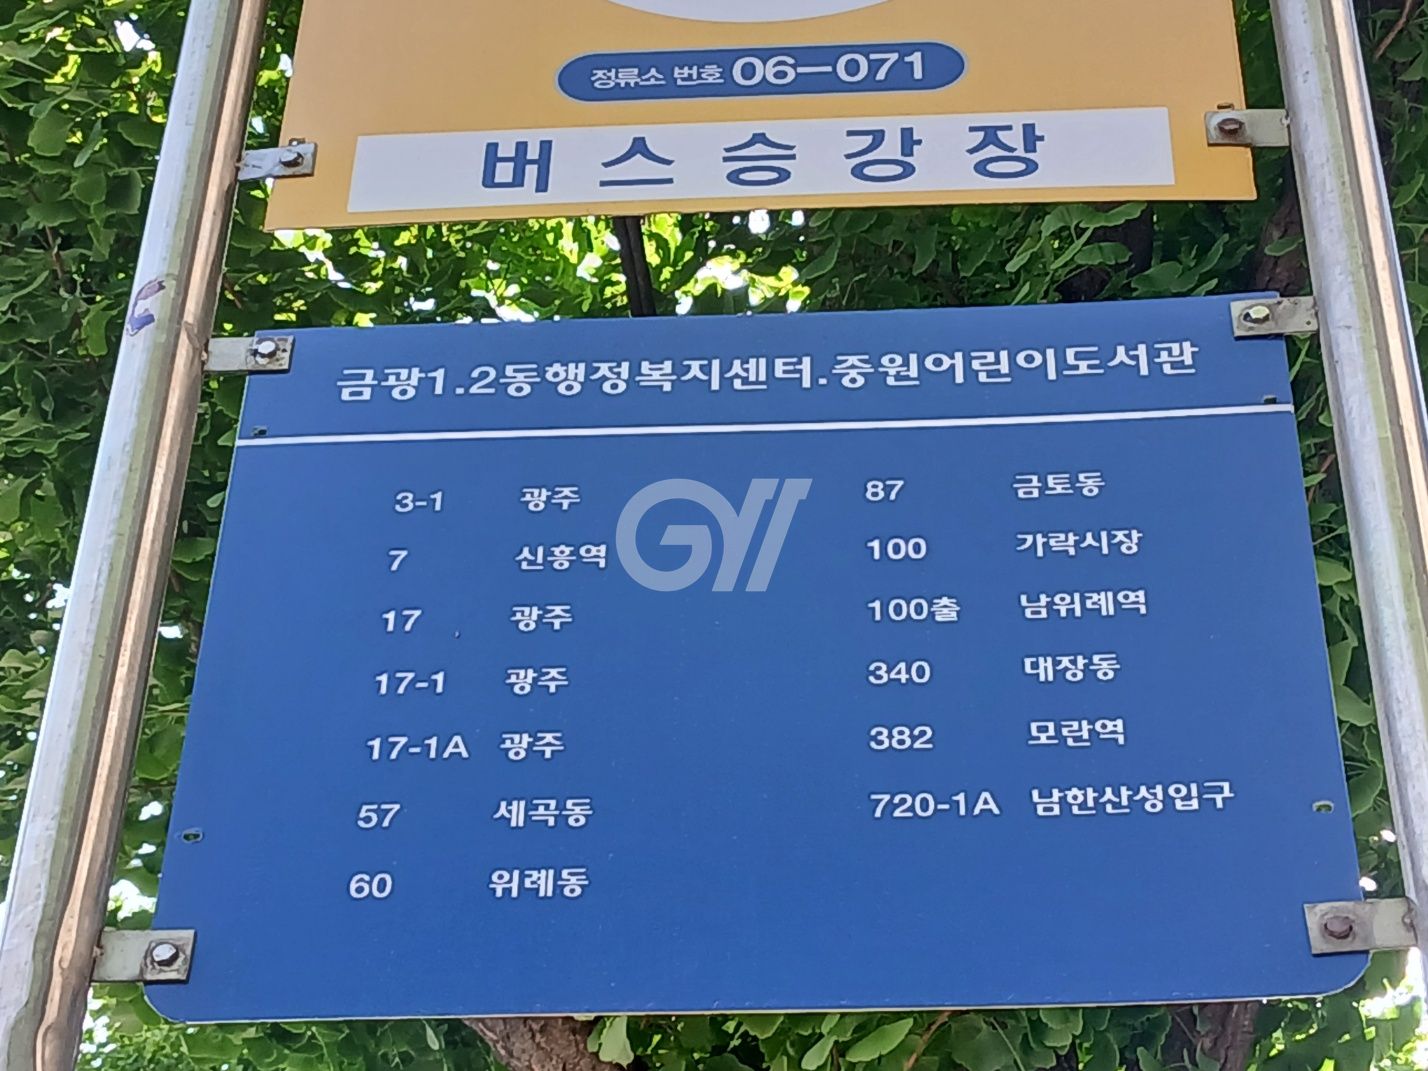 정류소 번호 06-071
버스승강장
금광1.2동행정복지센터.중원어린이도서관
3-1 광주
7 신흥역
17 광주
17-1 광주
17-1A 광주
57 세곡동
60 위례동
87 금토동
100 가락시장
100출 남위례역
340 대장동
382 모란역
720-1A 남한산성입구